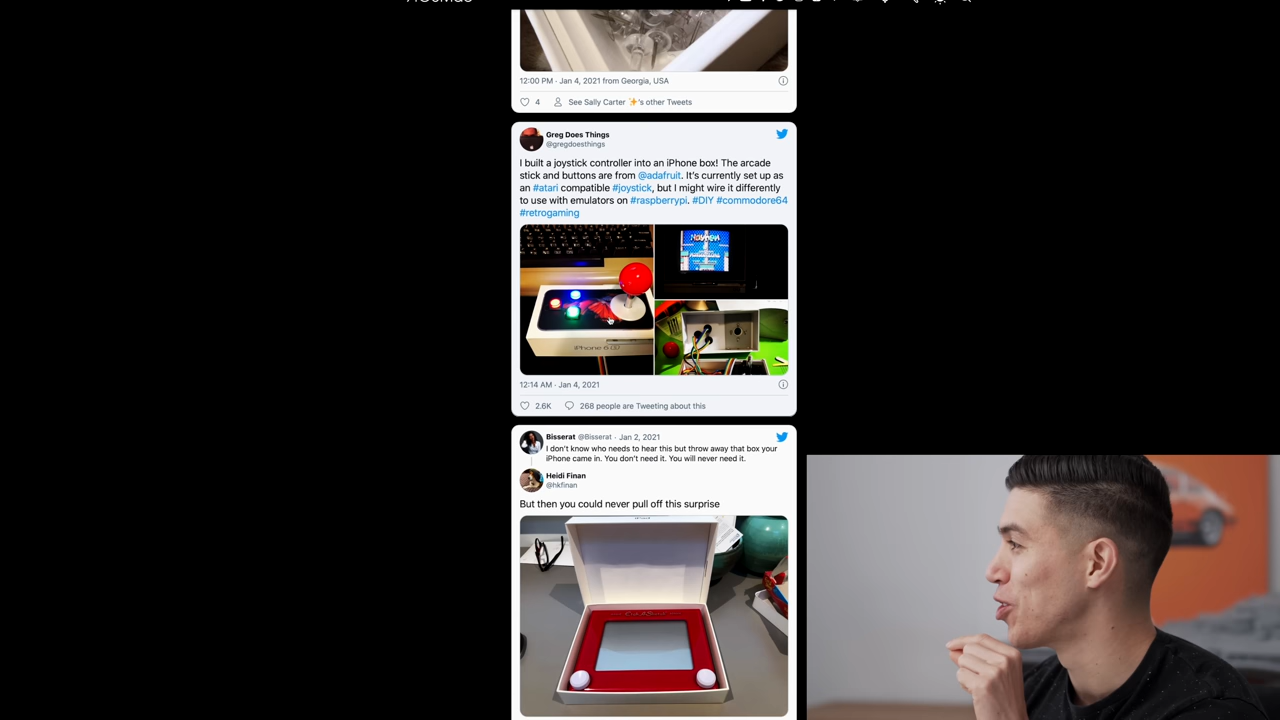 12:00 PM · Jan 4, 2021 from Georgia, USA
4
See Sally Carter ✨'s other Tweets
Greg Does Things
@gregdoesthings
I built a joystick controller into an iPhone box! The arcade
stick and buttons are from @adafruit. It's currently set up as
an #atari compatible #joystick, but I might wire it differently
to use with emulators on #raspberrypi. #DIY #commodore64
#retrogaming
12:14 AM · Jan 4, 2021
2.6K
268 people are Tweeting about this
Bisserat @Bisserat · Jan 2, 2021
I don't know who needs to hear this but throw away that box your
iPhone came in. You don't need it. You will never need it.
Heidi Finan
@hkfinan
But then you could never pull off this surprise